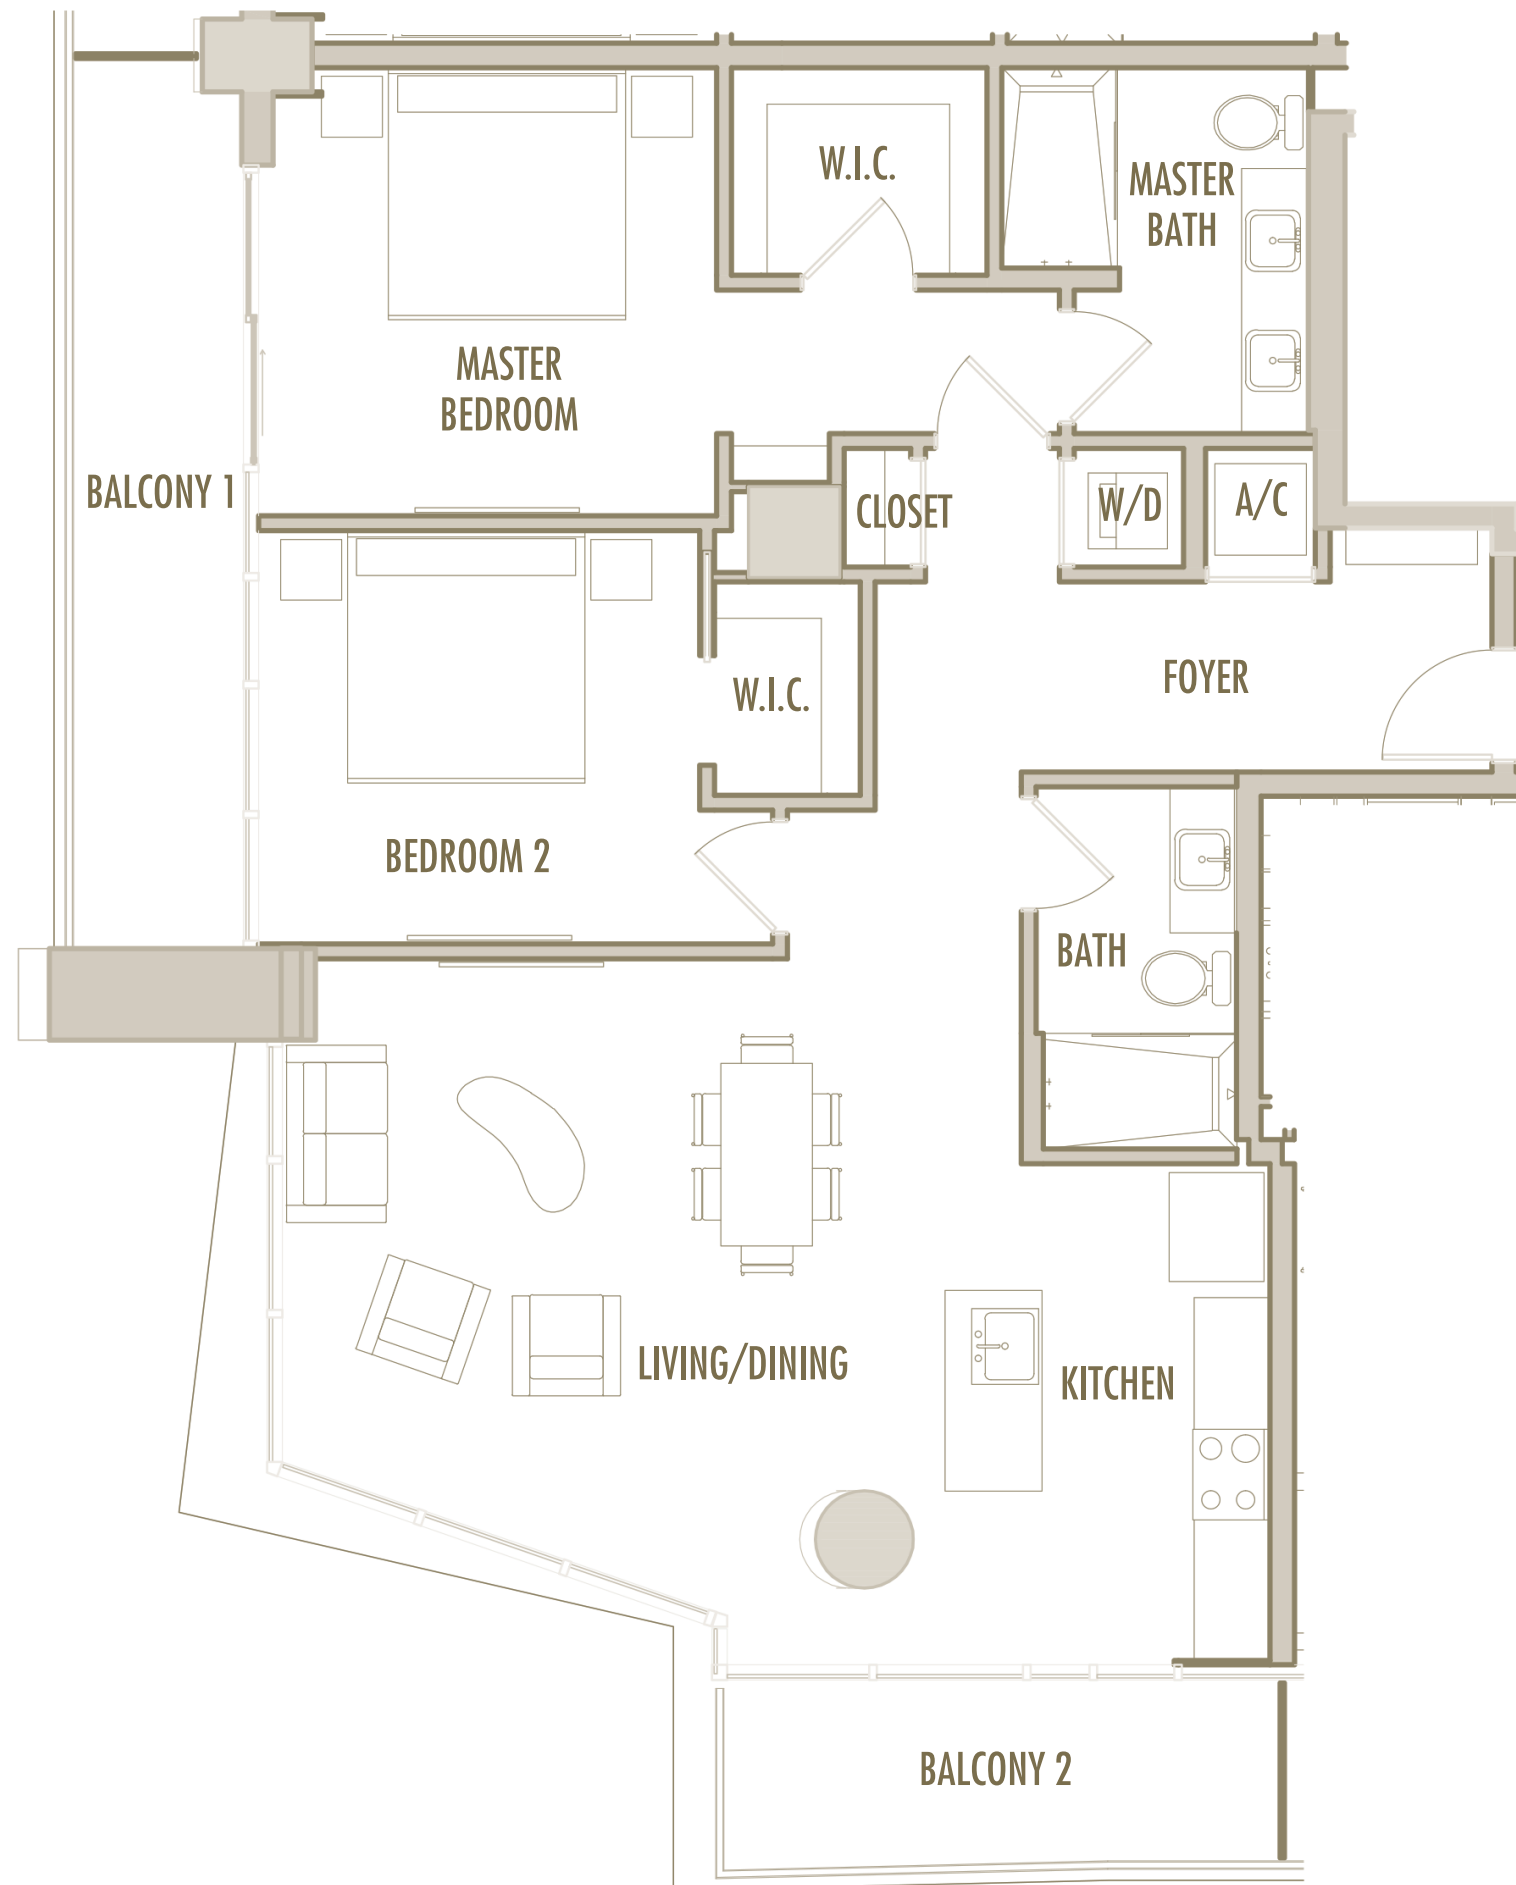 W.I.C.
MASTER
BATH
MASTER
BEDROOM
BALCONY 1
CLOSET
W/D
A/C
FOYER
W.I.C.
BEDROOM 2
BATH
LIVING/DINING
KITCHEN
BALCONY 2